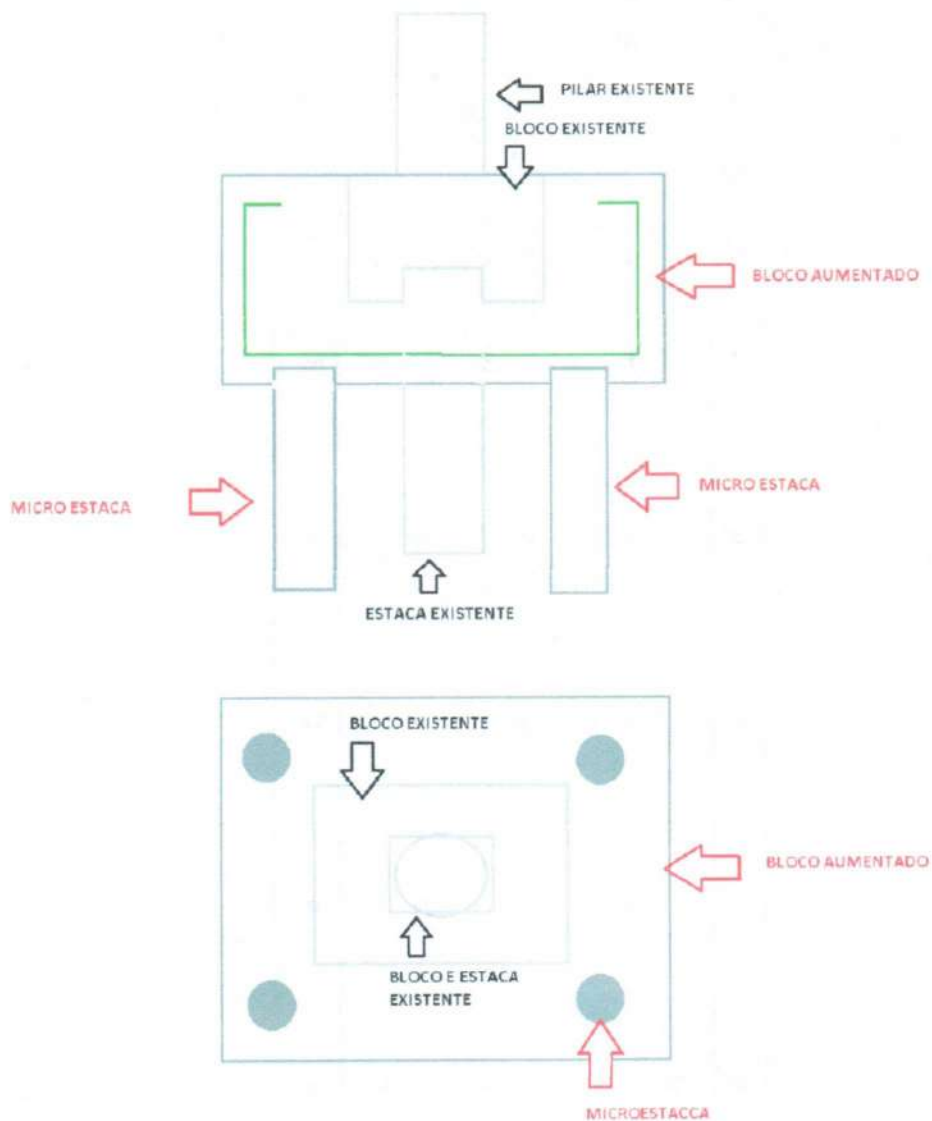 PILAR EXISTENTE
BLOCO EXISTENTE
BLOCO AUMENTADO
MICRO ESTACA
MICRO ESTACA
ESTACA EXISTENTE
BLOCO EXISTENTE
BLOCO AUMENTADO
BLOCO E ESTACA
EXISTENTE
MICROESTACCA